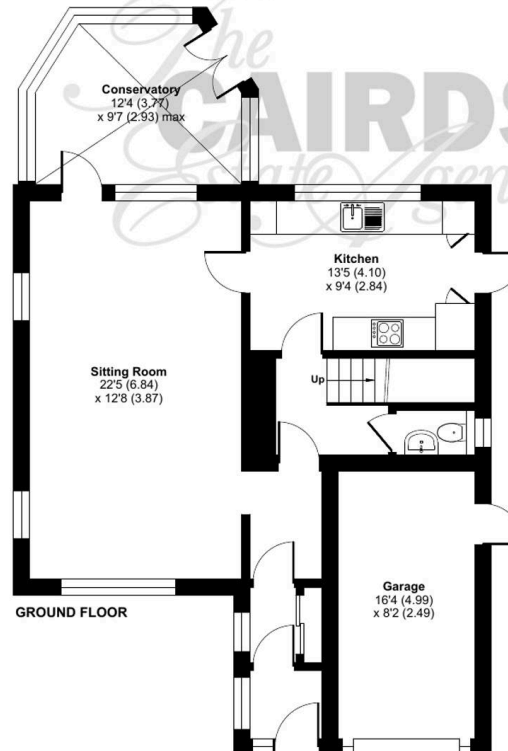 The
CAIRDS
Estate Agen
Conservatory
12'4 (3.77)
x 9'7 (2.93) max
Kitchen
13'5 (4.10)
x 9'4 (2.84)
Sitting Room
22'5 (6.84)
x 12'8 (3.87)
Up
Garage
16'4 (4.99)
x 8'2 (2.49)
GROUND FLOOR